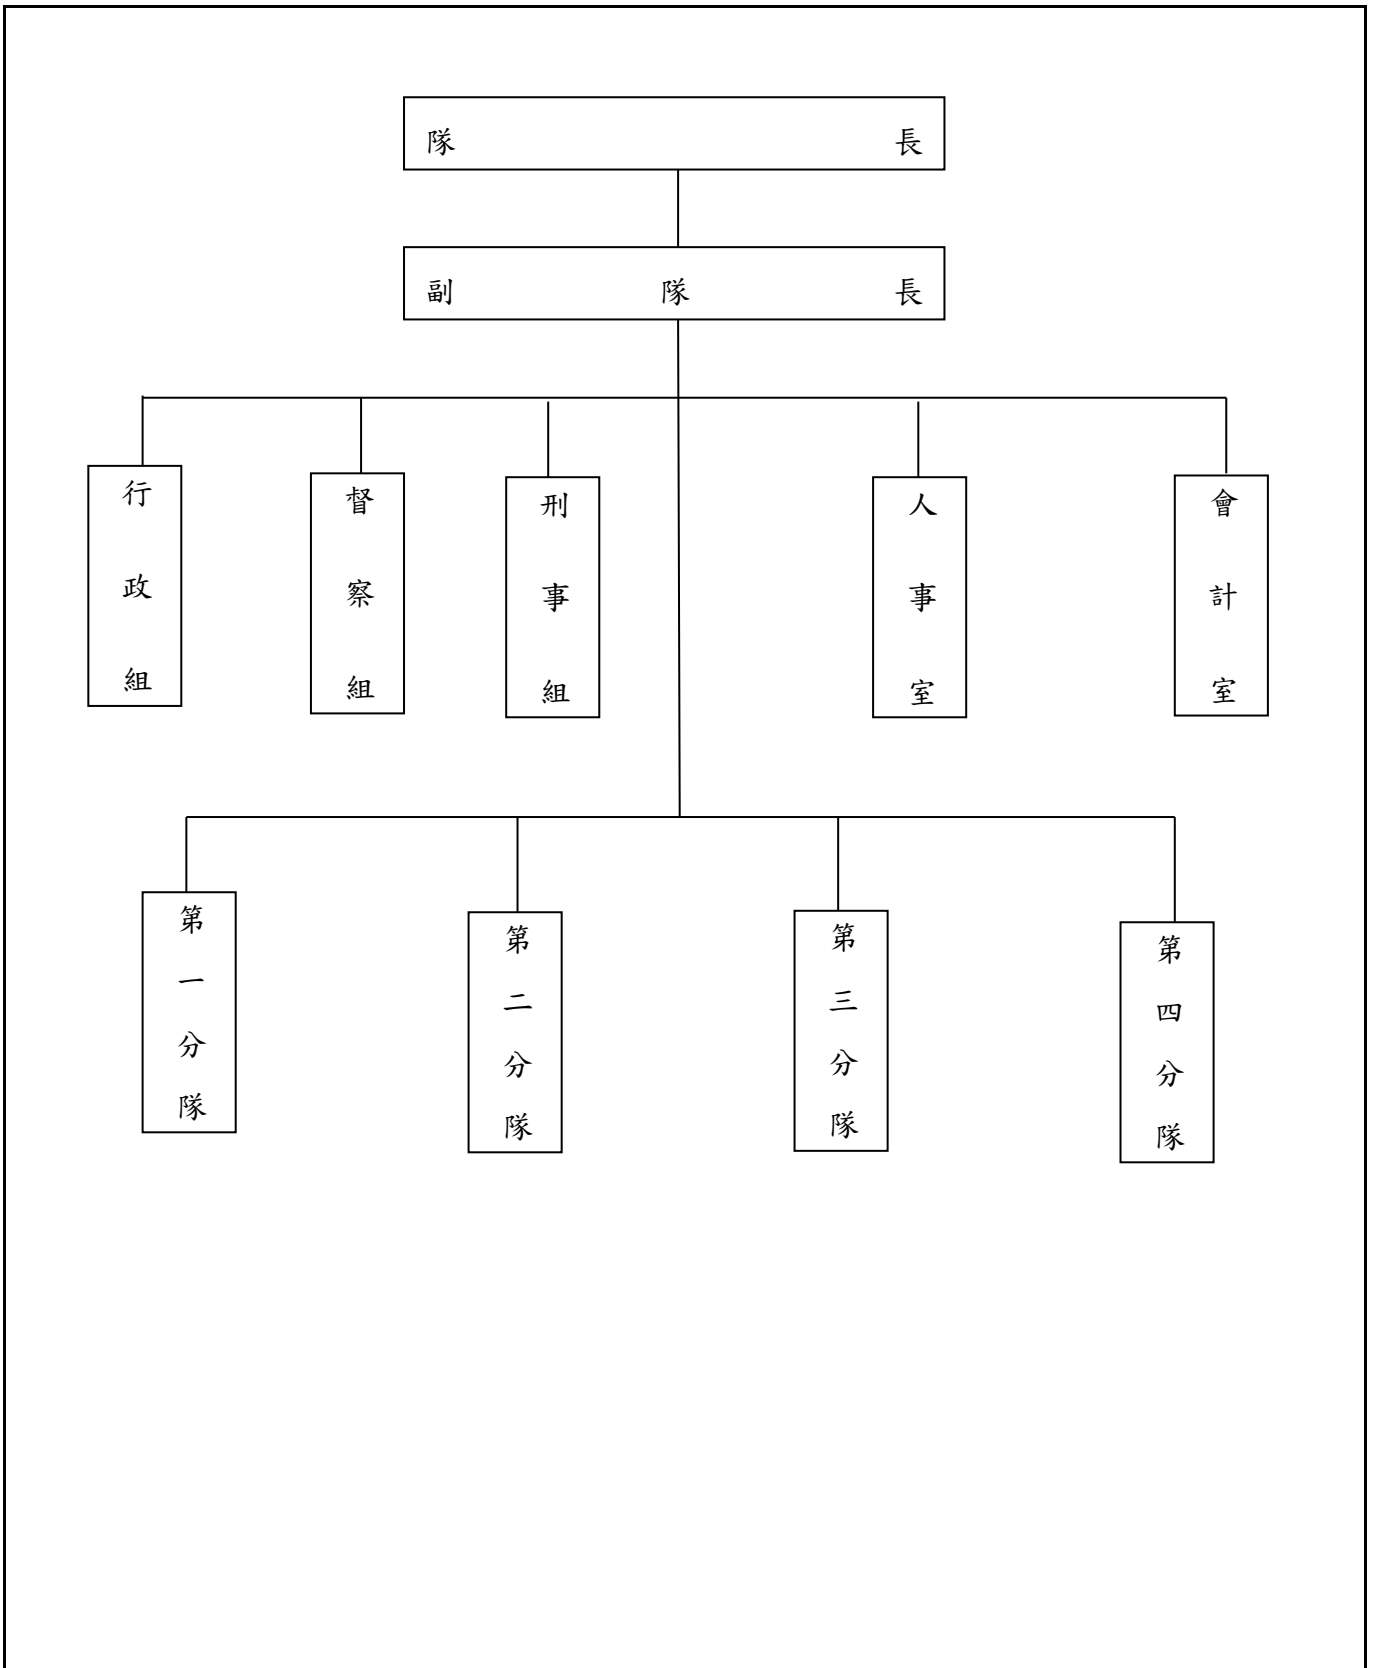 隊長
副隊長
行政組
督察組
刑事組
人事室
會計室
第一分隊
第二分隊
第三分隊
第四分隊